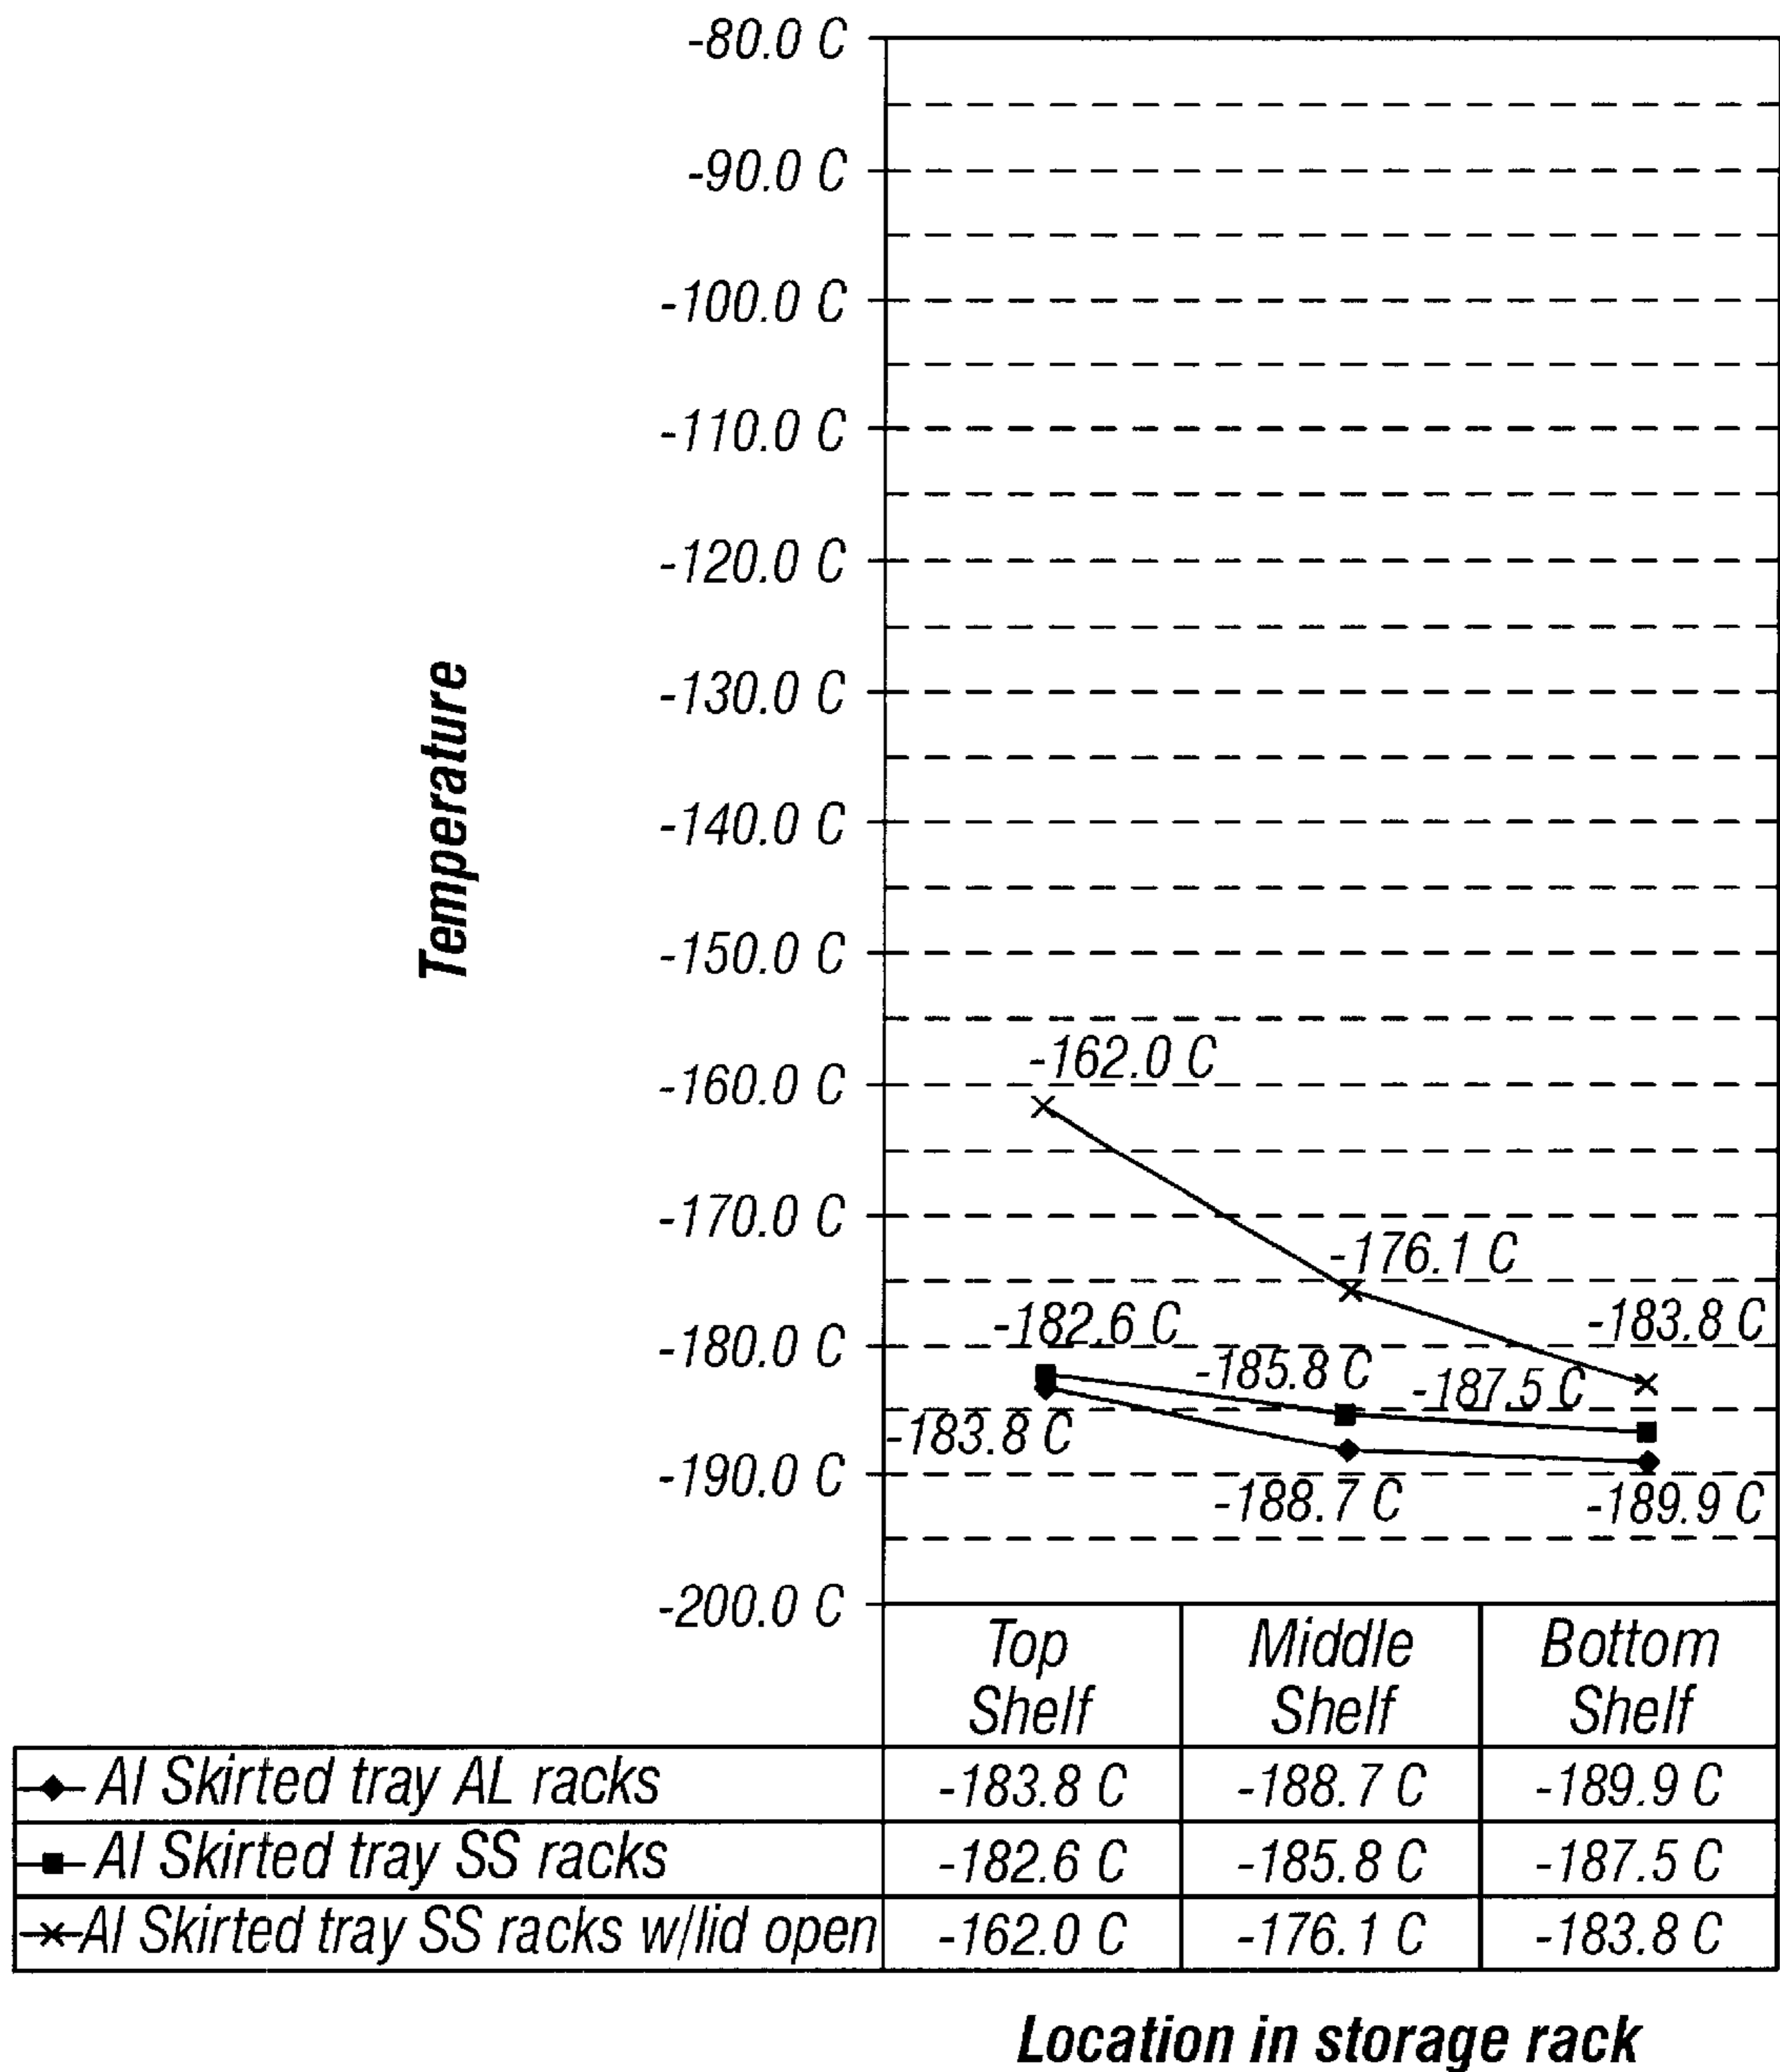 -80.0 C
-90.0 C
-100.0 C
-110.0 C
-120.0 C
-130.0 C
-140.0 C
-150.0 C
-160.0 C
-170.0 C
-180.0 C
-190.0 C
-200.0 C
Temperature
-162.0 C
-176.1 C
-183.8 C
-182.6 C
-185.8 C
-187.5 C
-183.8 C
-188.7 C
-189.9 C
Top Middle Bottom
Shelf Shelf Shelf
Al Skirted tray AL racks -183.8 C -188.7 C -189.9 C
Al Skirted tray SS racks -182.6 C -185.8 C -187.5 C
Al Skirted tray SS racks w/lid open -162.0 C -176.1 C -183.8 C
Location in storage rack